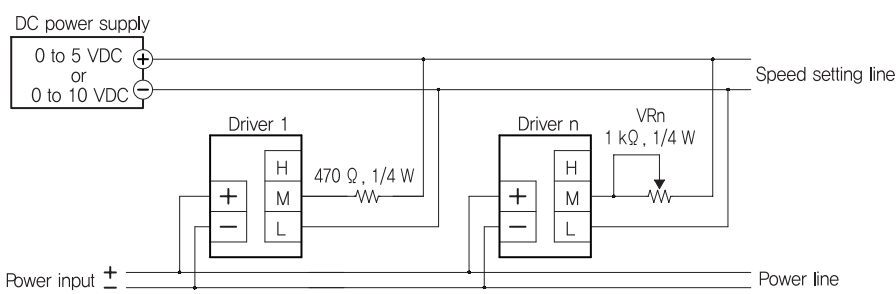 DC power supply
0 to 5 VDC
or
0 to 10 VDC
+
−
Speed setting line
Driver 1
H
M
L
+
−
470 Ω, 1/4 W
Driver n
H
M
L
+
−
VRn
1 kΩ, 1/4 W
Power input +
−
Power line